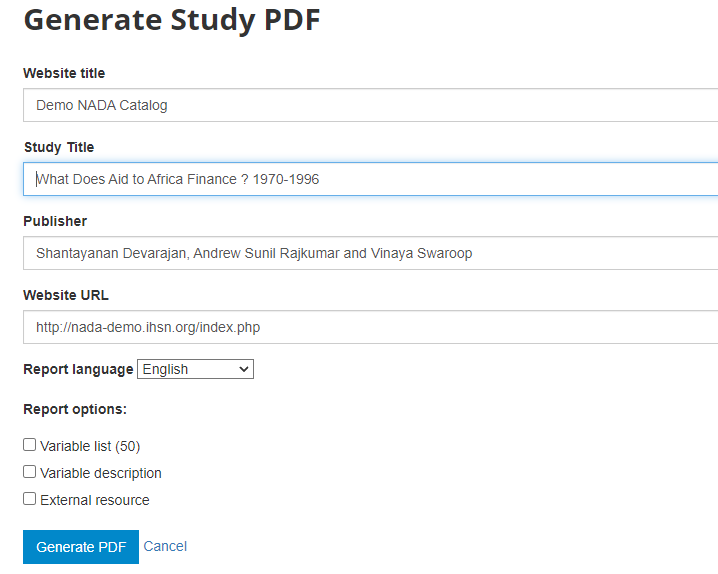 Generate Study PDF
Website title
Demo NADA Catalog
Study Title
What Does Aid to Africa Finance ? 1970-1996
Publisher
Shantayanan Devarajan, Andrew Sunil Rajkumar and Vinaya Swaroop
Website URL
http://nada-demo.ihsn.org/index.php
Report language English
Report options:
Variable list (50)
Variable description
External resource
Generate PDF Cancel